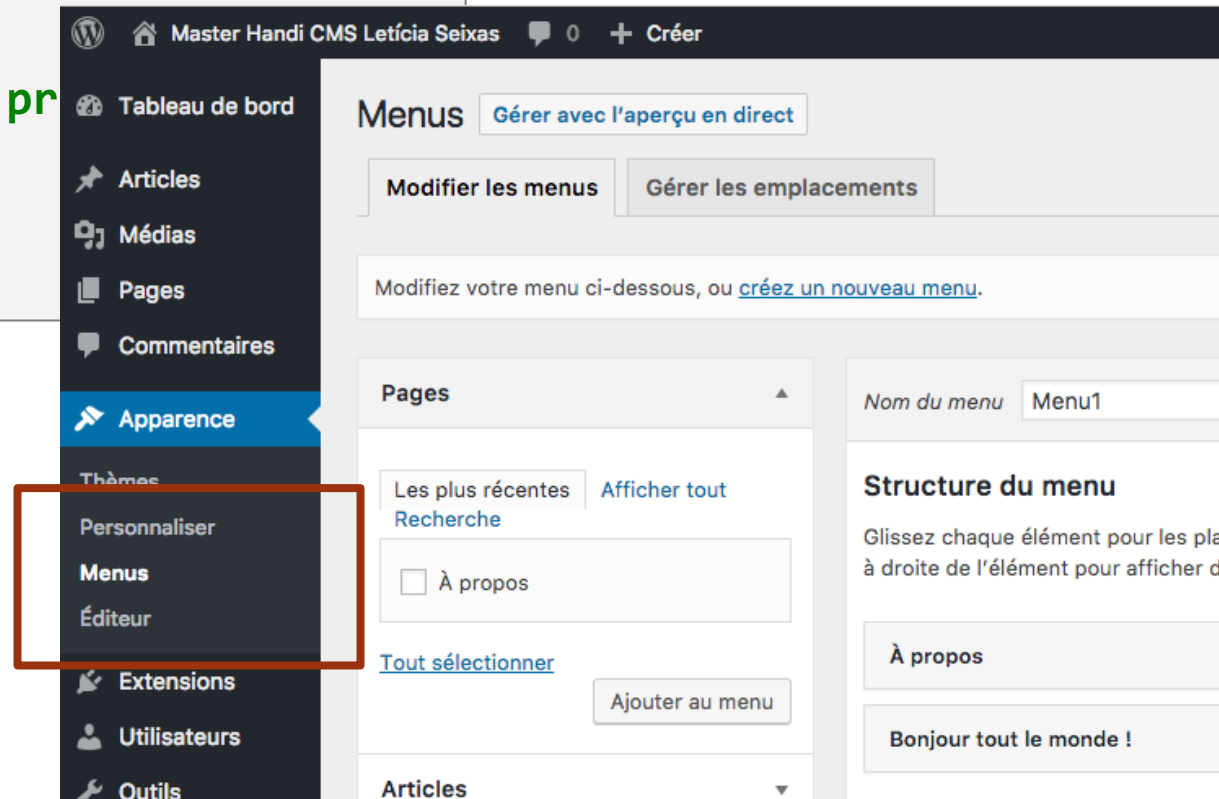 Master Handi CMS Letícia Seixas 0 + Créer
pr
Tableau de bord
Articles
Médias
Pages
Commentaires
Apparence
Thèmes
Personnaliser
Menus
Éditeur
Extensions
Utilisateurs
Outils
Menus Gérer avec l'aperçu en direct
Modifier les menus Gérer les emplacements
Modifiez votre menu ci-dessous, ou créez un nouveau menu.
Pages
Les plus récentes Afficher tout
Recherche
À propos
Tout sélectionner
Ajouter au menu
Articles
Nom du menu Menu1
Structure du menu
Glissez chaque élément pour les pla
à droite de l'élément pour afficher d
À propos
Bonjour tout le monde !